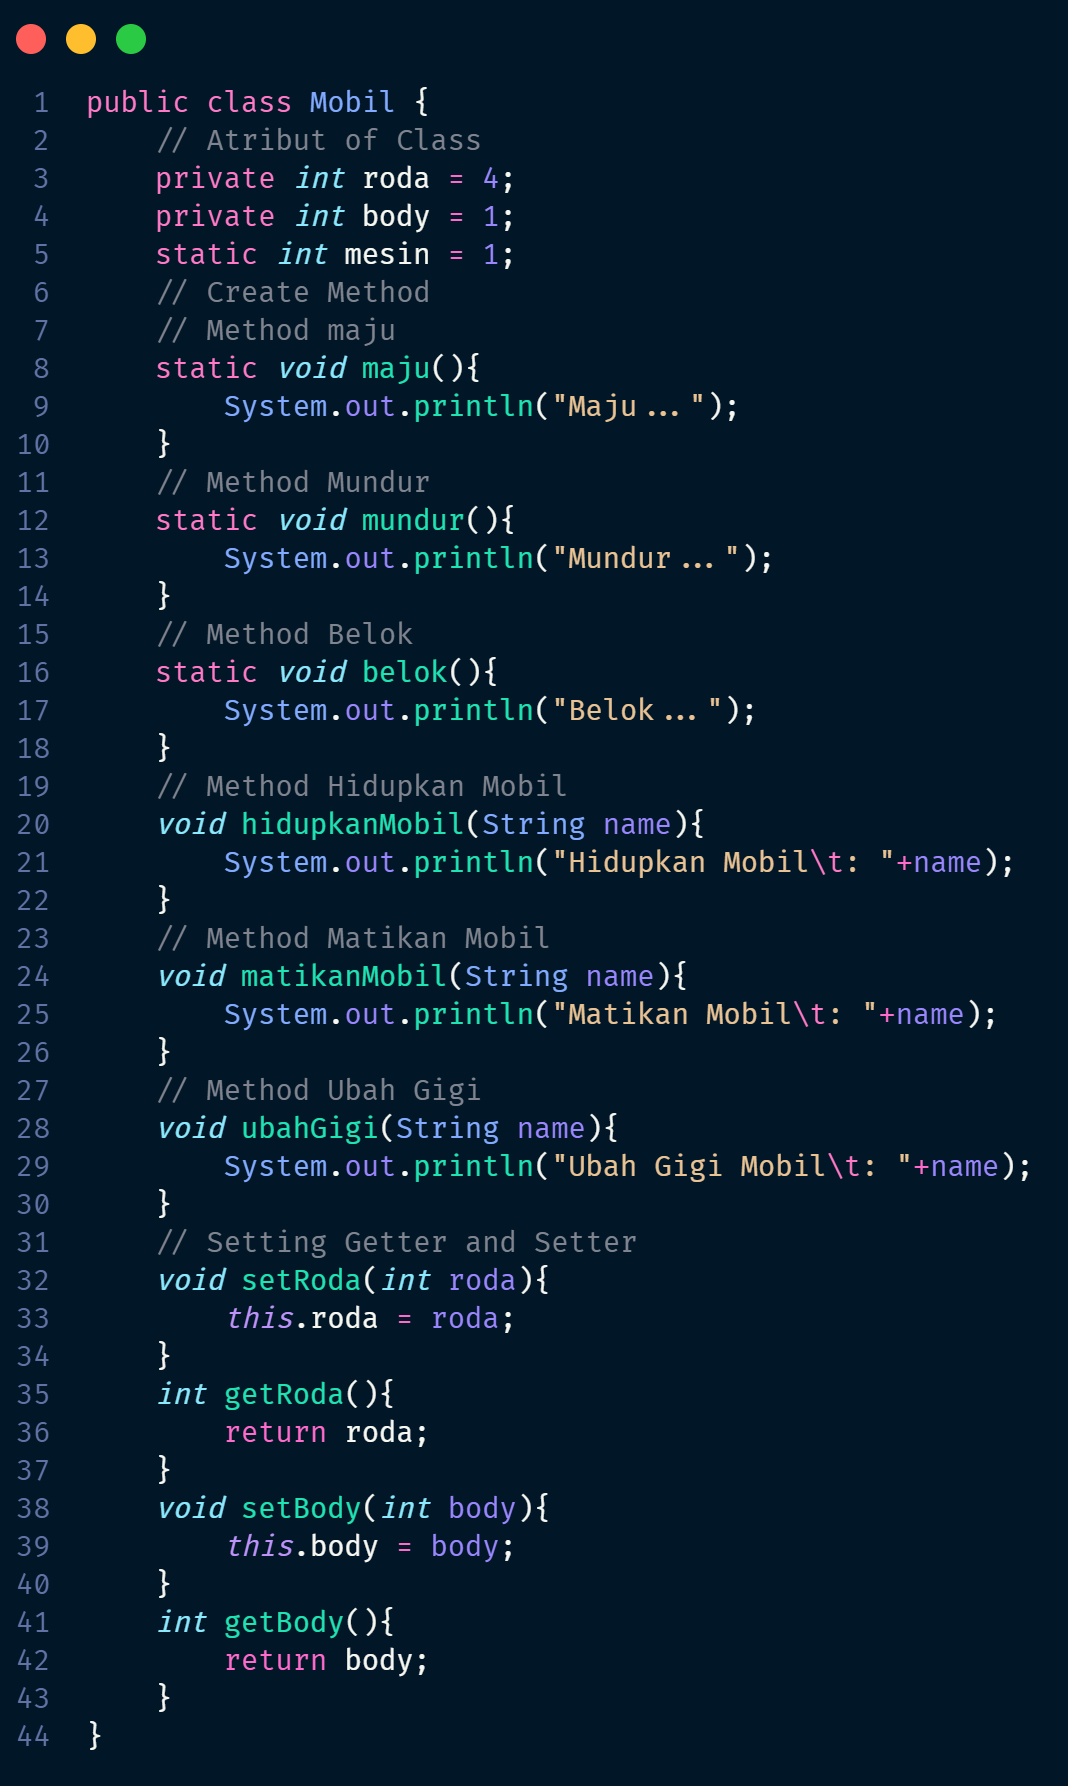 1 public class Mobil {
2     // Atribut of Class
3     private int roda = 4;
4     private int body = 1;
5     static int mesin = 1;
6     // Create Method
7     // Method maju
8     static void maju(){
9         System.out.println("Maju...");
10     }
11     // Method Mundur
12     static void mundur(){
13         System.out.println("Mundur...");
14     }
15     // Method Belok
16     static void belok(){
17         System.out.println("Belok...");
18     }
19     // Method Hidupkan Mobil
20     void hidupkanMobil(String name){
21         System.out.println("Hidupkan Mobil\t: "+name);
22     }
23     // Method Matikan Mobil
24     void matikanMobil(String name){
25         System.out.println("Matikan Mobil\t: "+name);
26     }
27     // Method Ubah Gigi
28     void ubahGigi(String name){
29         System.out.println("Ubah Gigi Mobil\t: "+name);
30     }
31     // Setting Getter and Setter
32     void setRoda(int roda){
33         this.roda = roda;
34     }
35     int getRoda(){
36         return roda;
37     }
38     void setBody(int body){
39         this.body = body;
40     }
41     int getBody(){
42         return body;
43     }
44 }